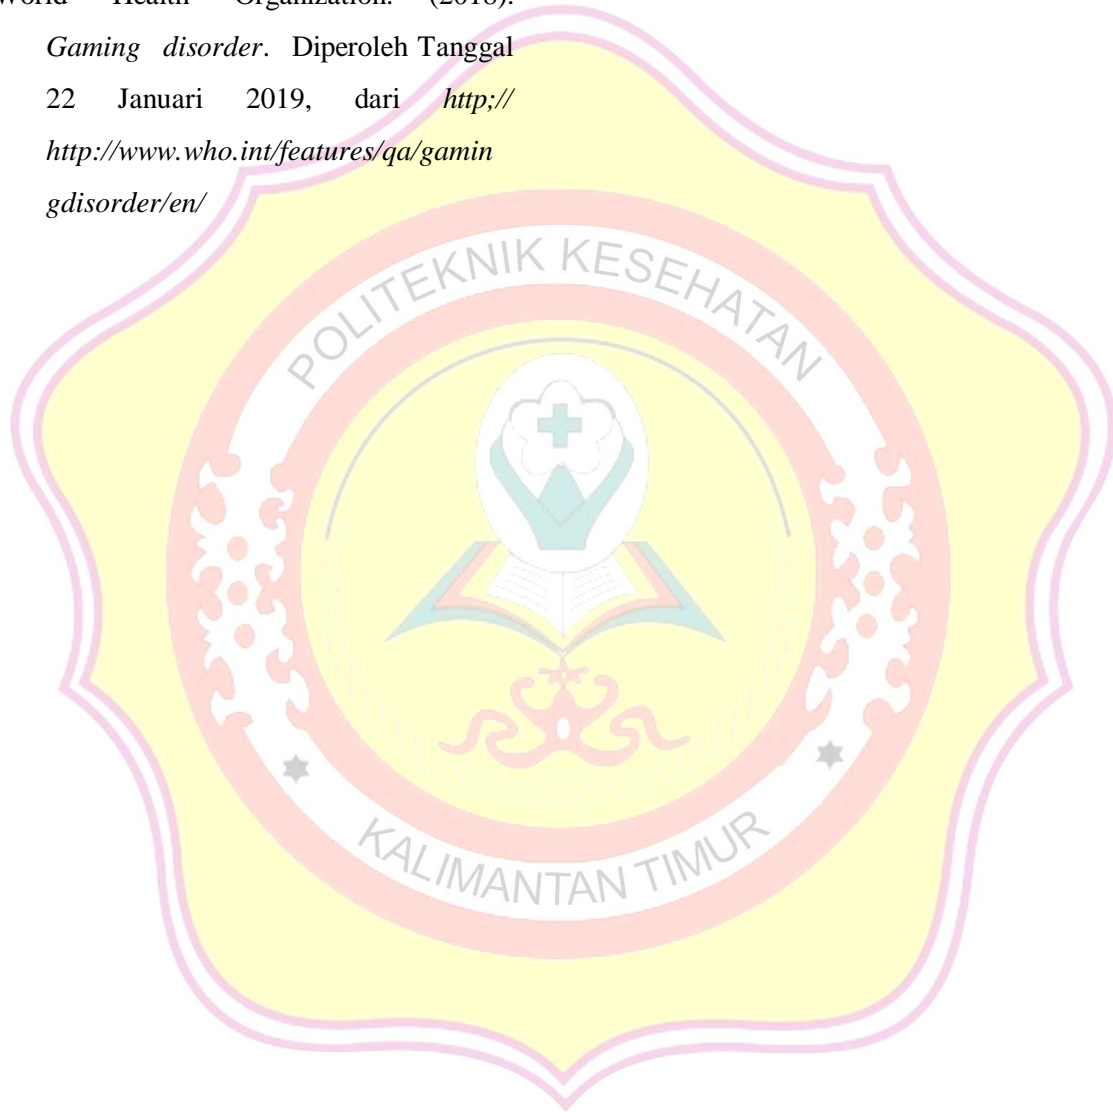 World Health Organization. (2018).
Gaming disorder. Diperoleh Tanggal
22 Januari 2019, dari http;//
http://www.who.int/features/qa/gamin
gdisorder/en/
POLITEKNIK KESEHATAN
KALIMANTAN TIMUR